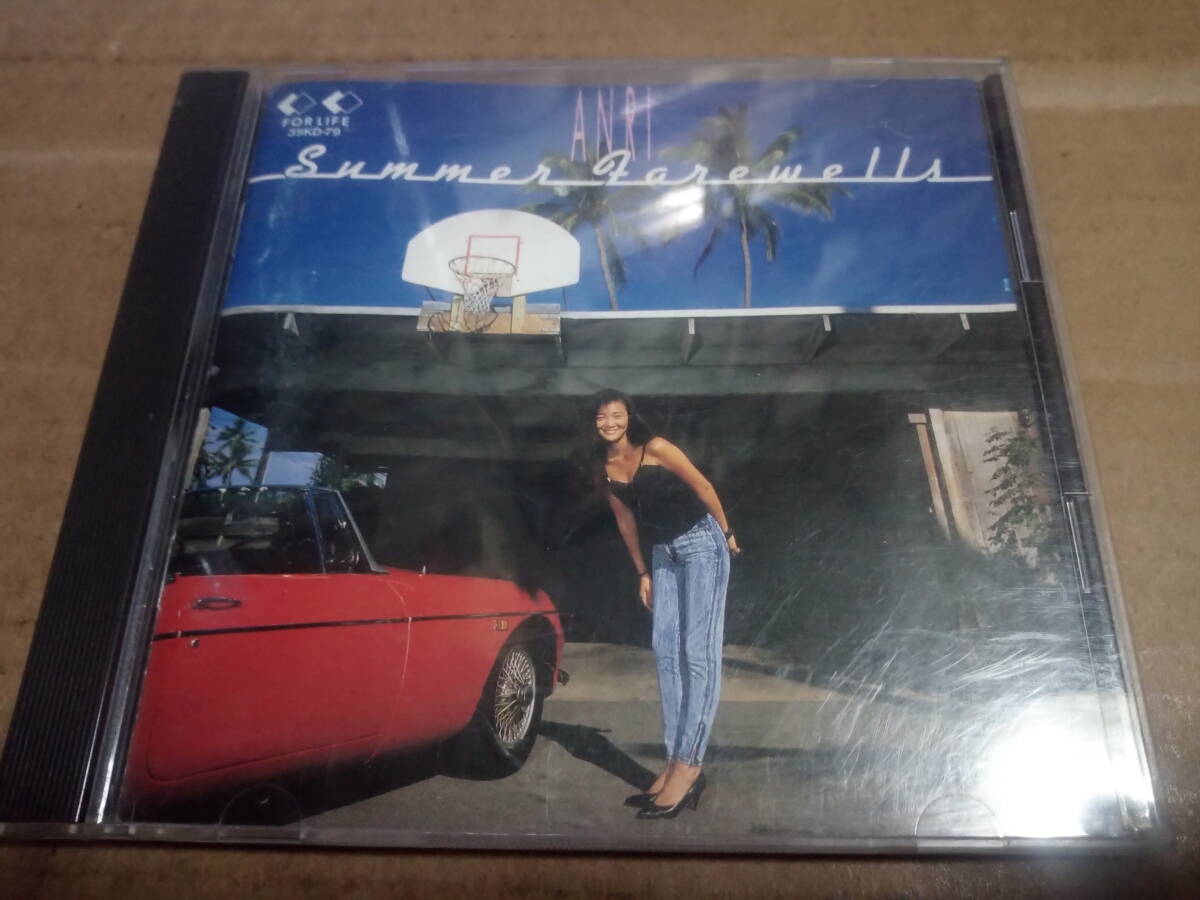 FOR LIFE
35KD-79
ANRI
Summer Farewells